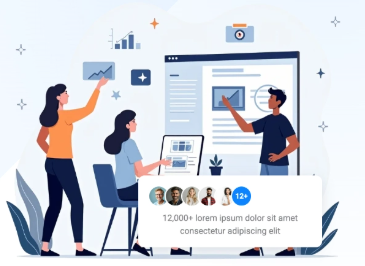 12+
12,000+ lorem ipsum dolor sit amet
consectetur adipiscing elit